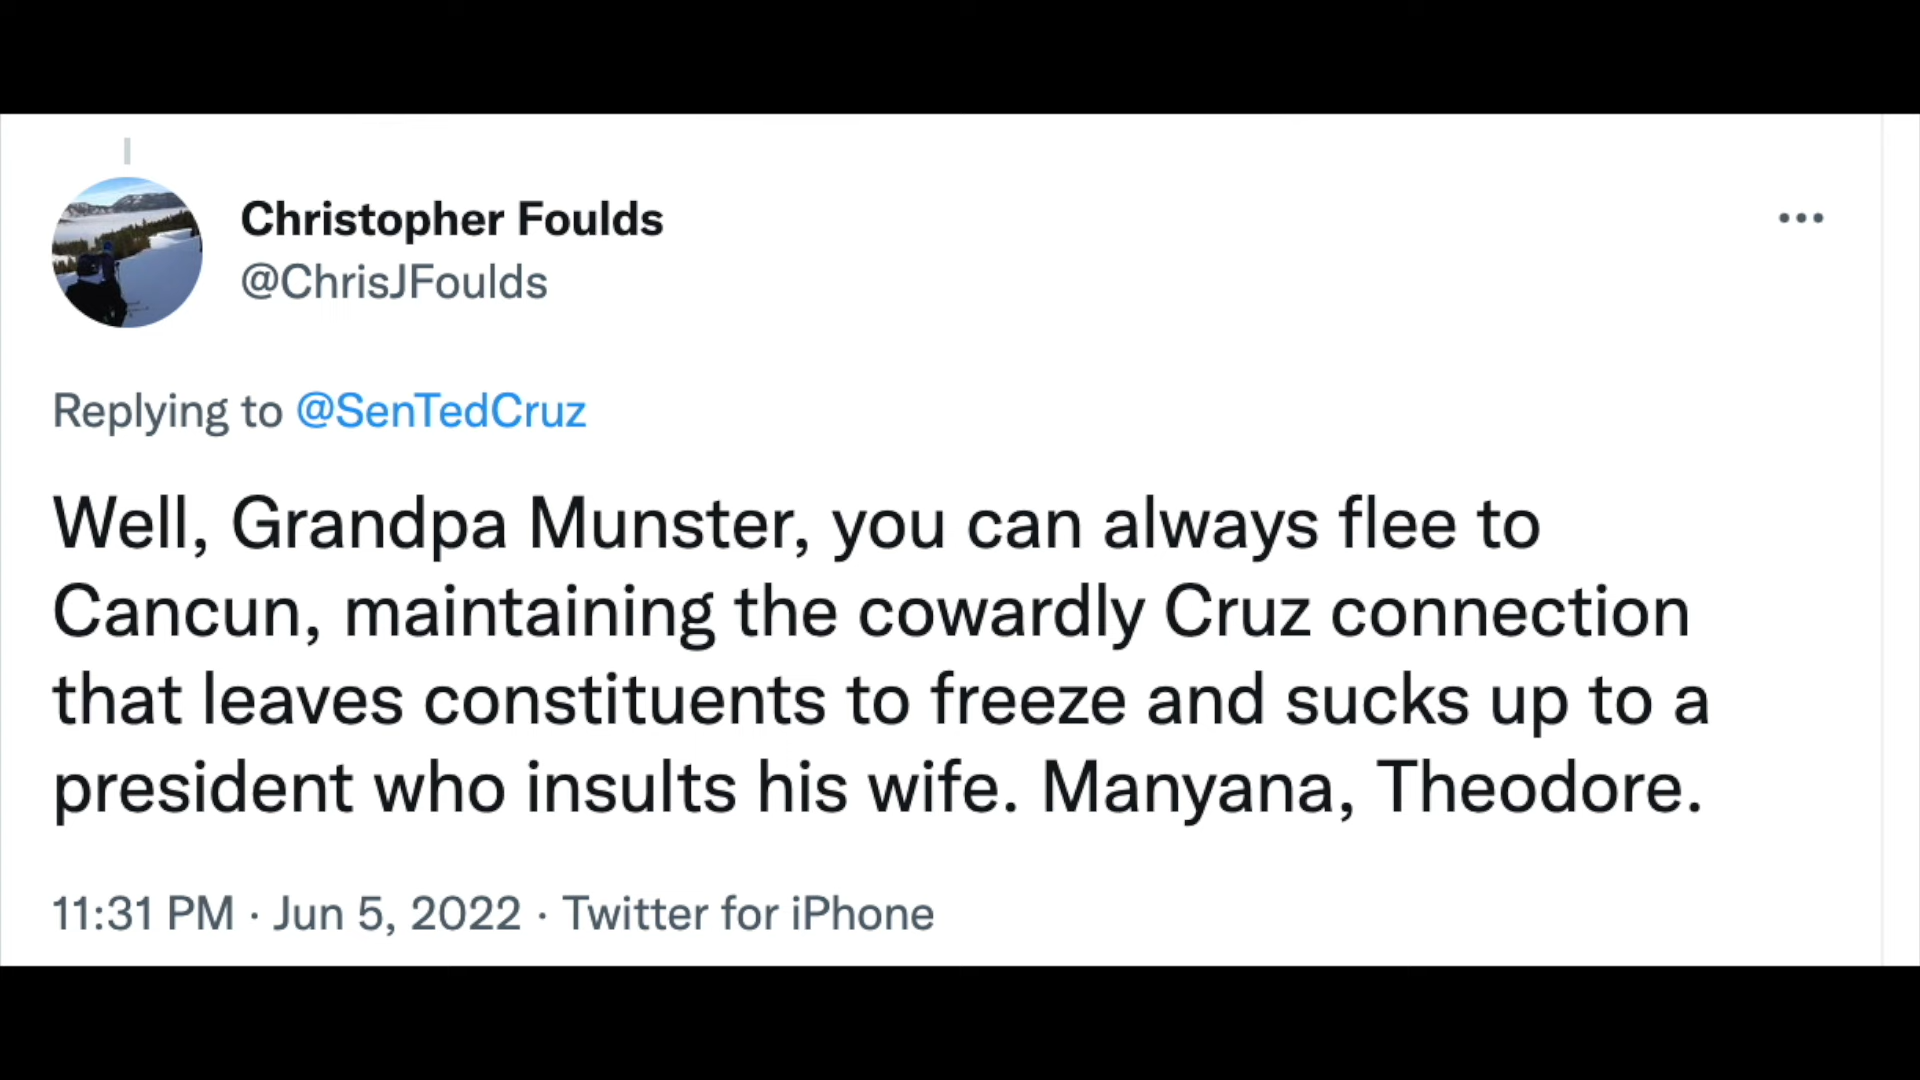 Christopher Foulds
@ChrisJFoulds
Replying to @SenTedCruz
Well, Grandpa Munster, you can always flee to
Cancun, maintaining the cowardly Cruz connection
that leaves constituents to freeze and sucks up to a
president who insults his wife. Manyana, Theodore.
11:31 PM · Jun 5, 2022 · Twitter for iPhone